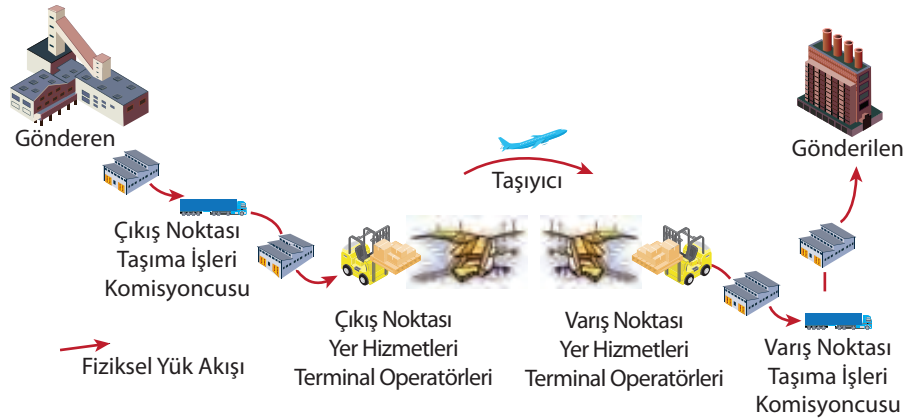 Gönderen
Çıkış Noktası
Taşıma İşleri
Komisyoncusu
Çıkış Noktası
Yer Hizmetleri
Terminal Operatörleri
Taşıyıcı
Varış Noktası
Yer Hizmetleri
Terminal Operatörleri
Gönderilen
Varış Noktası
Taşıma İşleri
Komisyoncusu
Fiziksel Yük Akışı